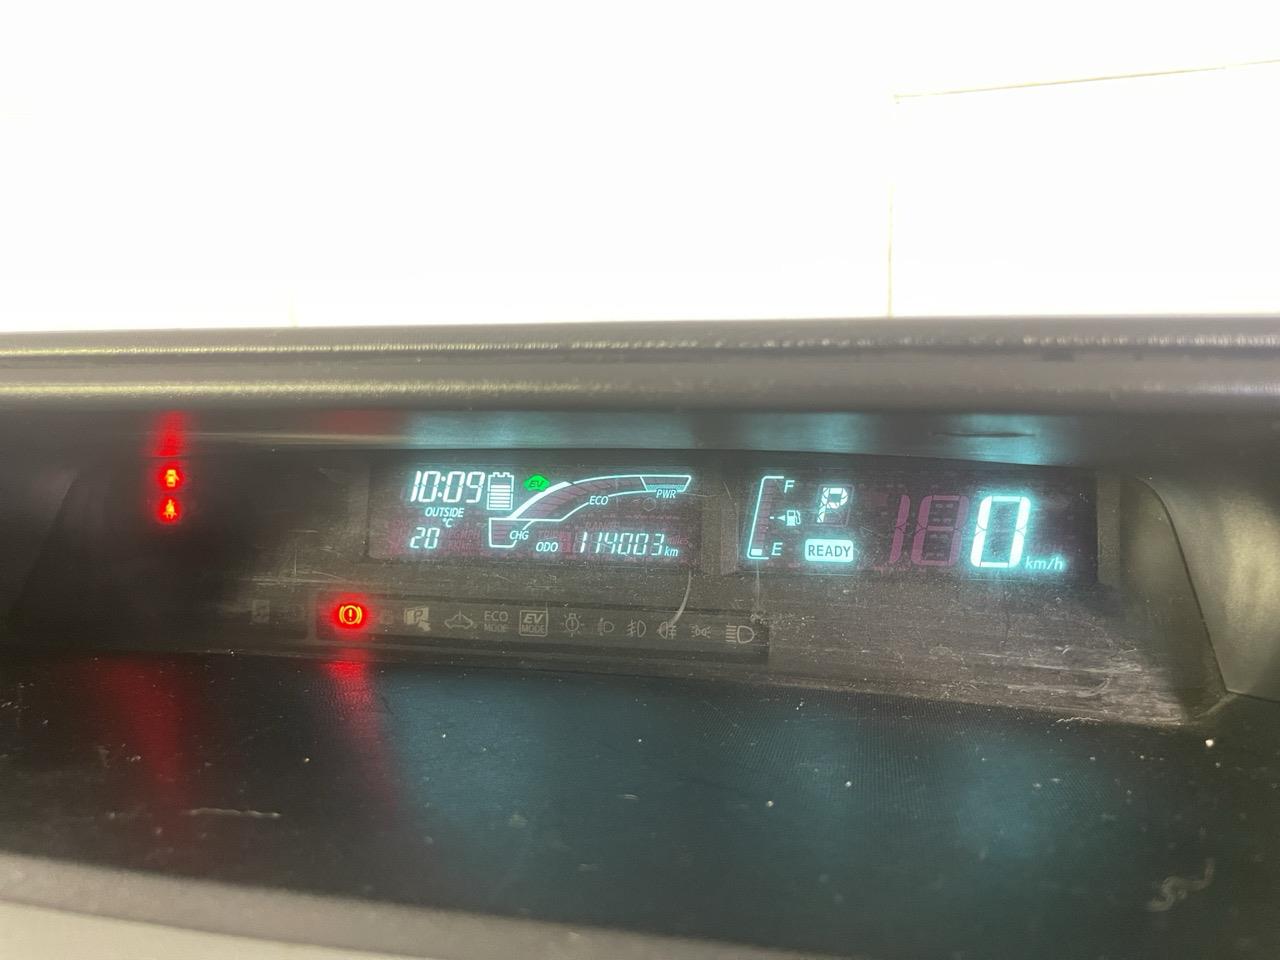 10:09
EV
OUTSIDE
°C
20
CHG
ECO
PWR
ODO 114003 km
F
E
P
READY
0 km/h
P
ECO MODE
EV MODE